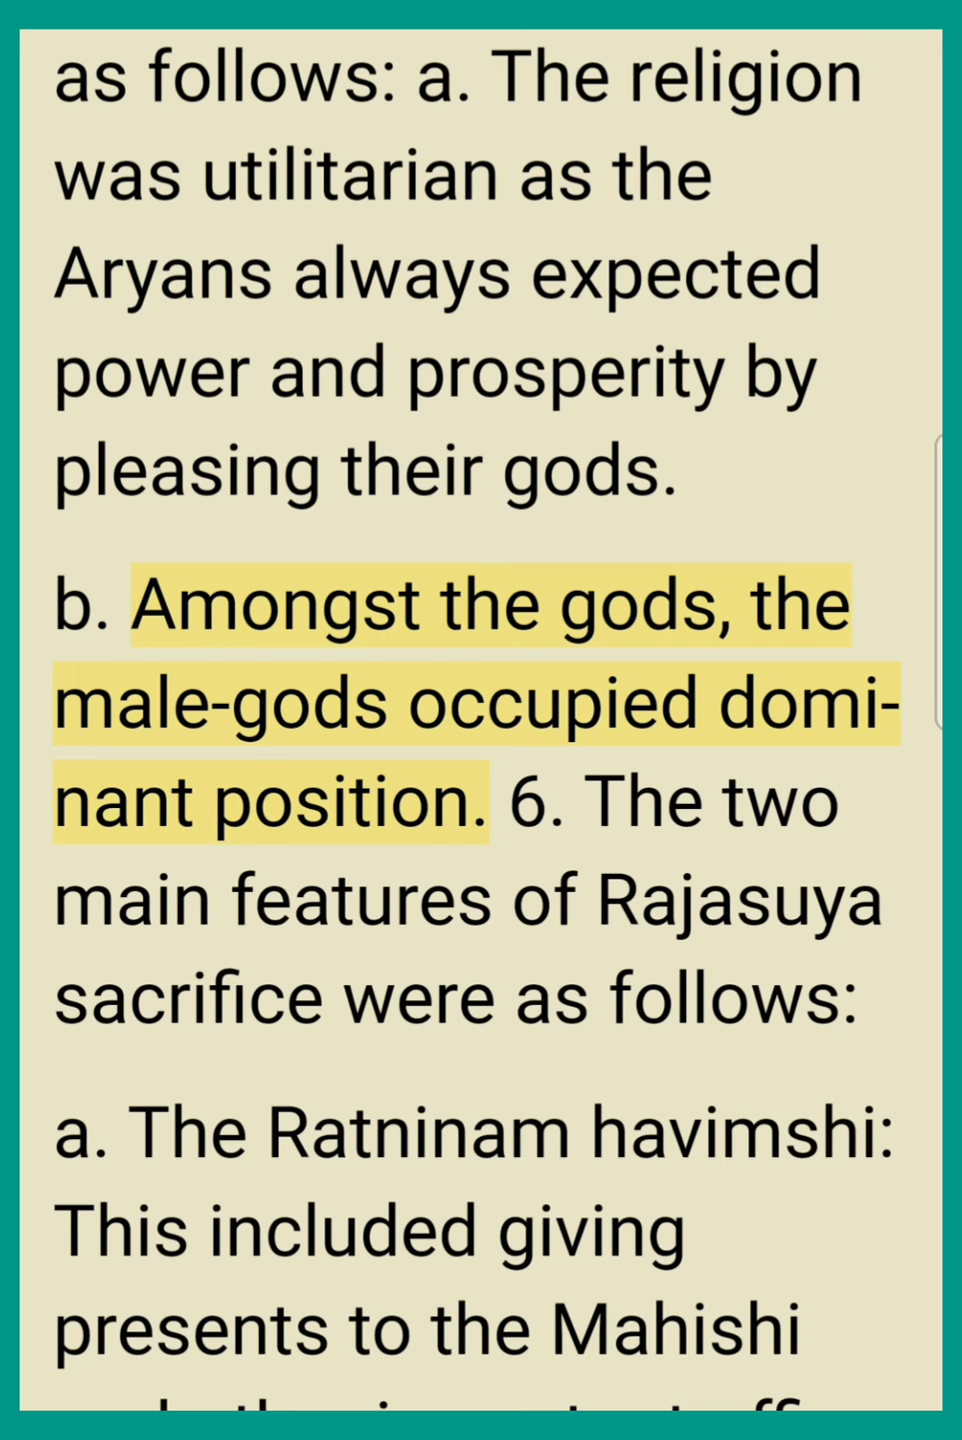 as follows: a. The religion
was utilitarian as the
Aryans always expected
power and prosperity by
pleasing their gods.
b. Amongst the gods, the
male-gods occupied domi-
nant position. 6. The two
main features of Rajasuya
sacrifice were as follows:
a. The Ratninam havimshi:
This included giving
presents to the Mahishi